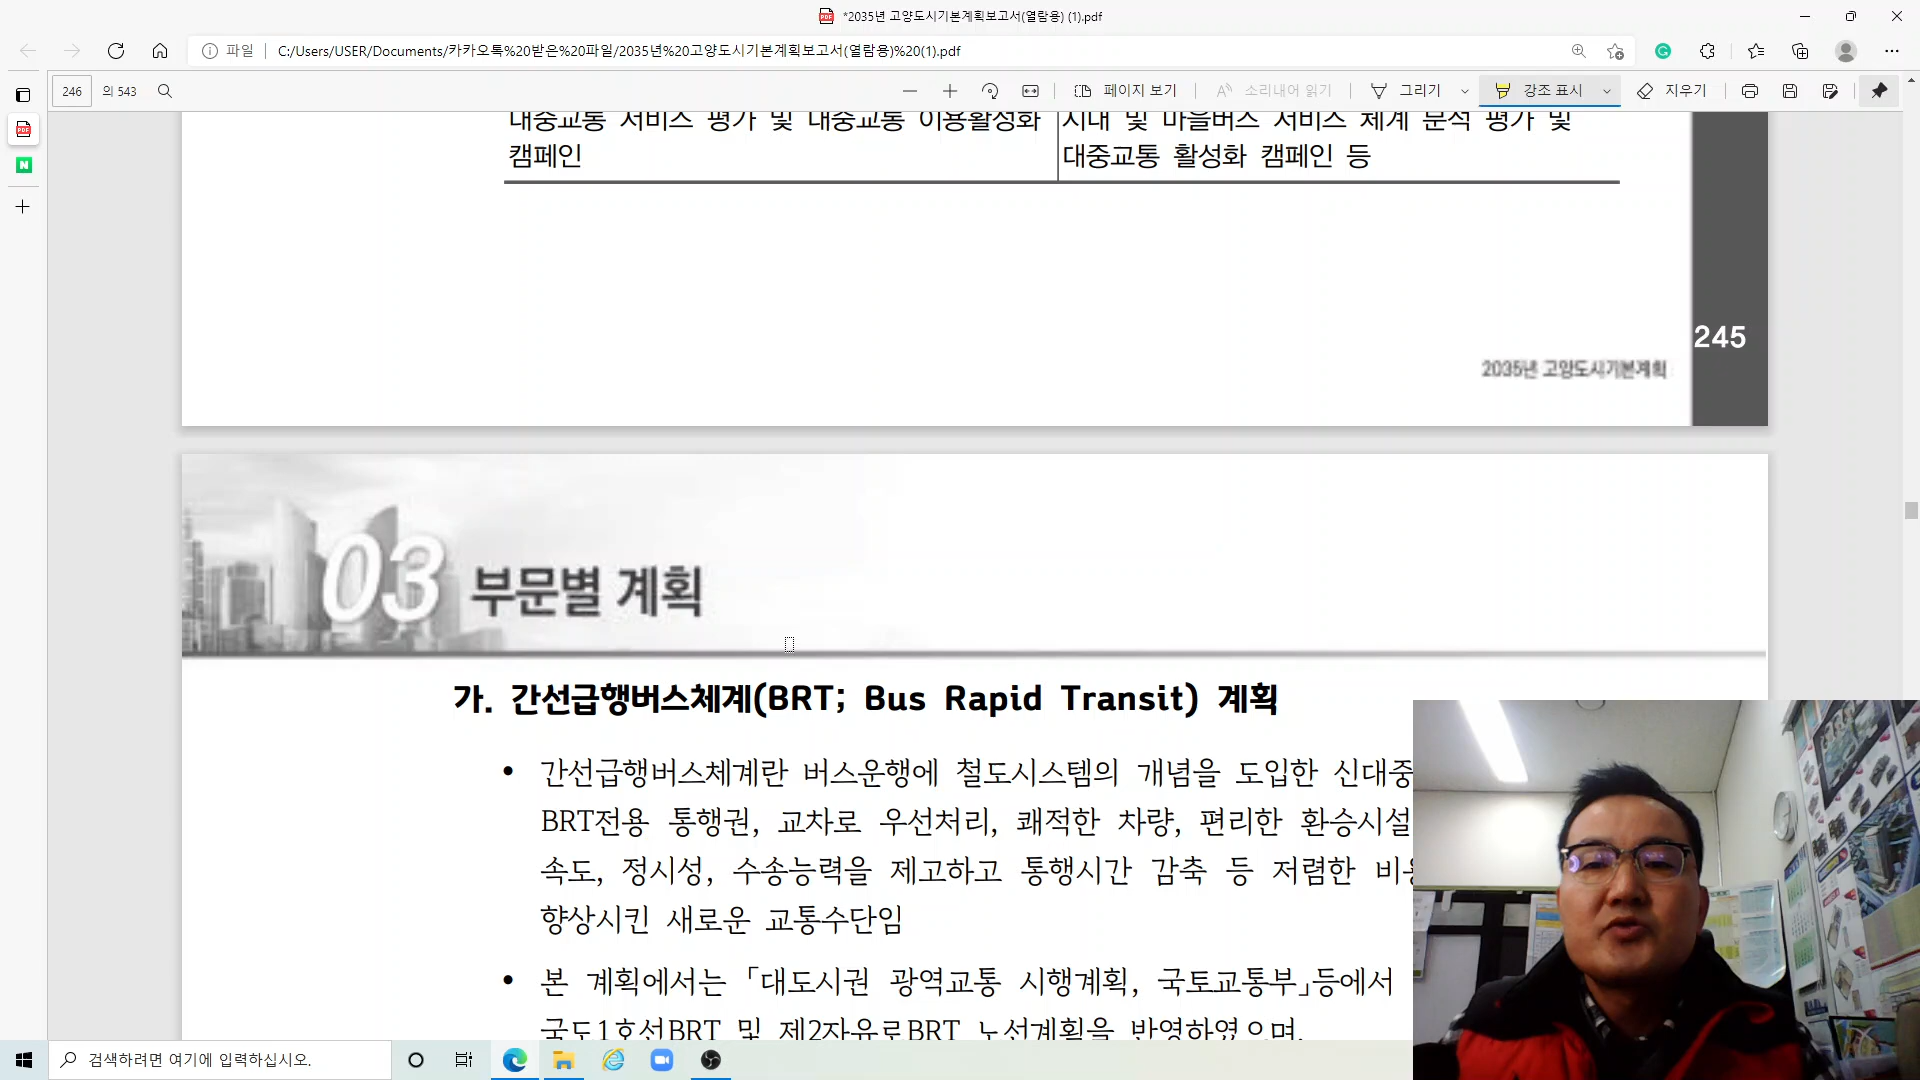 *2035년 고양도시기본계획보고서(열람용) (1).pdf
파일
C:/Users/USER/Documents/카카오톡%20받은%20파일/2035년%20고양도시기본계획보고서(열람용)%20(1).pdf
246 의 543
페이지 보기
소리내어 읽기
그리기
강조 표시
지우기
대중교통 서비스 평가 및 대중교통 이용활성화
캠페인
시대 및 마을버스 서비스 체계 분석 평가 및
대중교통 활성화 캠페인 등
245
2035년 고양도시기본계획
03 부문별 계획
가. 간선급행버스체계(BRT; Bus Rapid Transit) 계획
• 간선급행버스체계란 버스운행에 철도시스템의 개념을 도입한 신대중
BRT전용 통행권, 교차로 우선처리, 쾌적한 차량, 편리한 환승시설
속도, 정시성, 수송능력을 제고하고 통행시간 감축 등 저렴한
향상시킨 새로운 교통수단임
• 본 계획에서는 「대도시권 광역교통 시행계획, 국토교통부」등에서
국도1호선BRT 및 제2자유로BRT 노선계획을 반영하였으며,
검색하려면 여기에 입력하십시오.